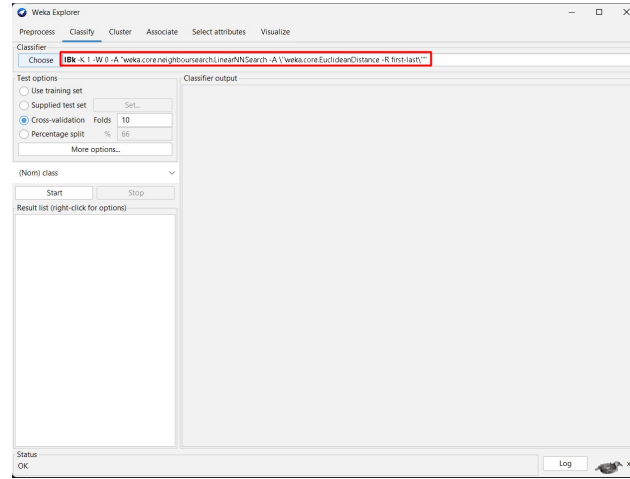 Weka Explorer
Preprocess Classify Cluster Associate Select attributes Visualize
Classifier
Choose IBk -K 1 -W 0 -A "weka.core.neighboursearch.LinearNNSearch -A \"weka.core.EuclideanDistance -R first-last\""
Test options
Use training set
Supplied test set Set...
Cross-validation Folds 10
Percentage split % 66
More options...
(Nom) class
Start Stop
Result list (right-click for options)
Classifier output
Status
OK
Log
x